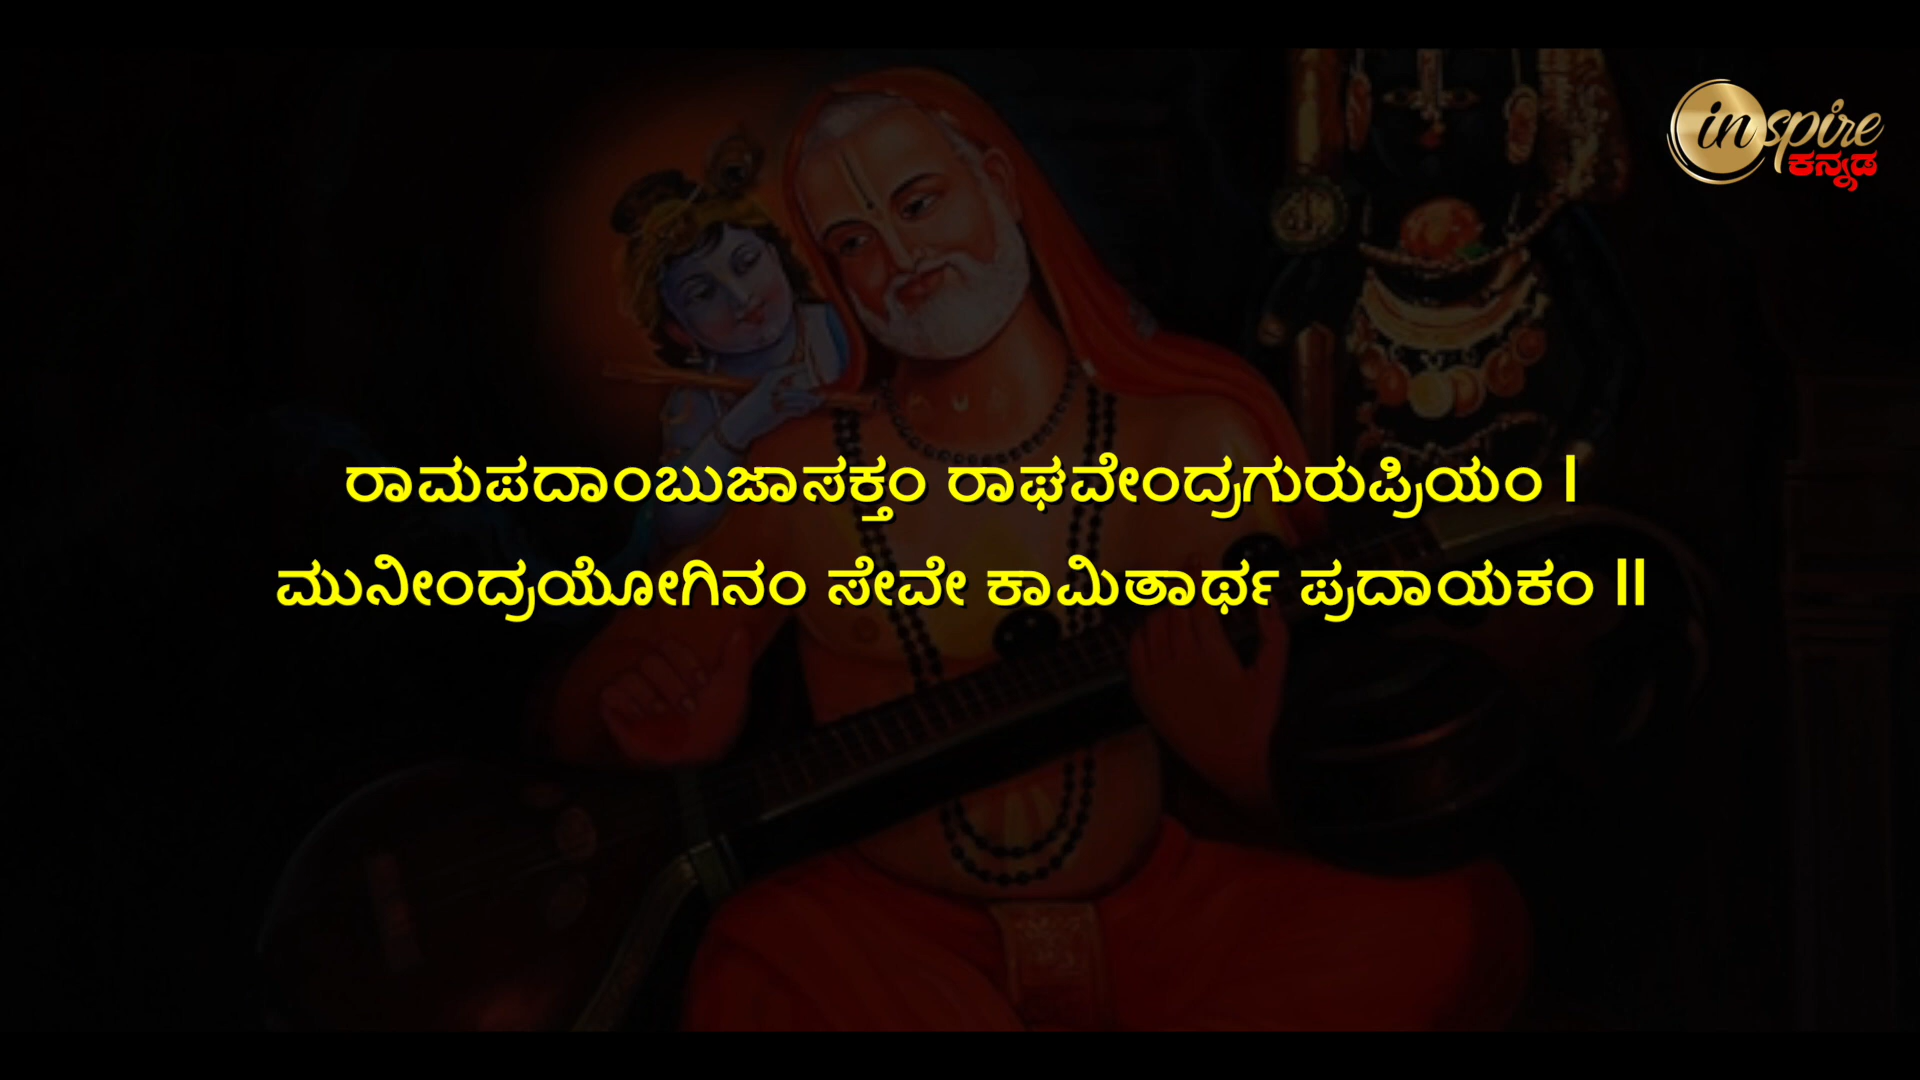 inspire
ಕನ್ನಡ
ರಾಮಪದಾಂಬುಜಾಸಕ್ತಂ ರಾಘವೇಂದ್ರಗುರುಪ್ರಿಯಂ ।
ಮುನೀಂದ್ರಯೋಗಿನಂ ಸೇವೇ ಕಾಮಿತಾರ್ಥ ಪ್ರದಾಯಕಂ ॥